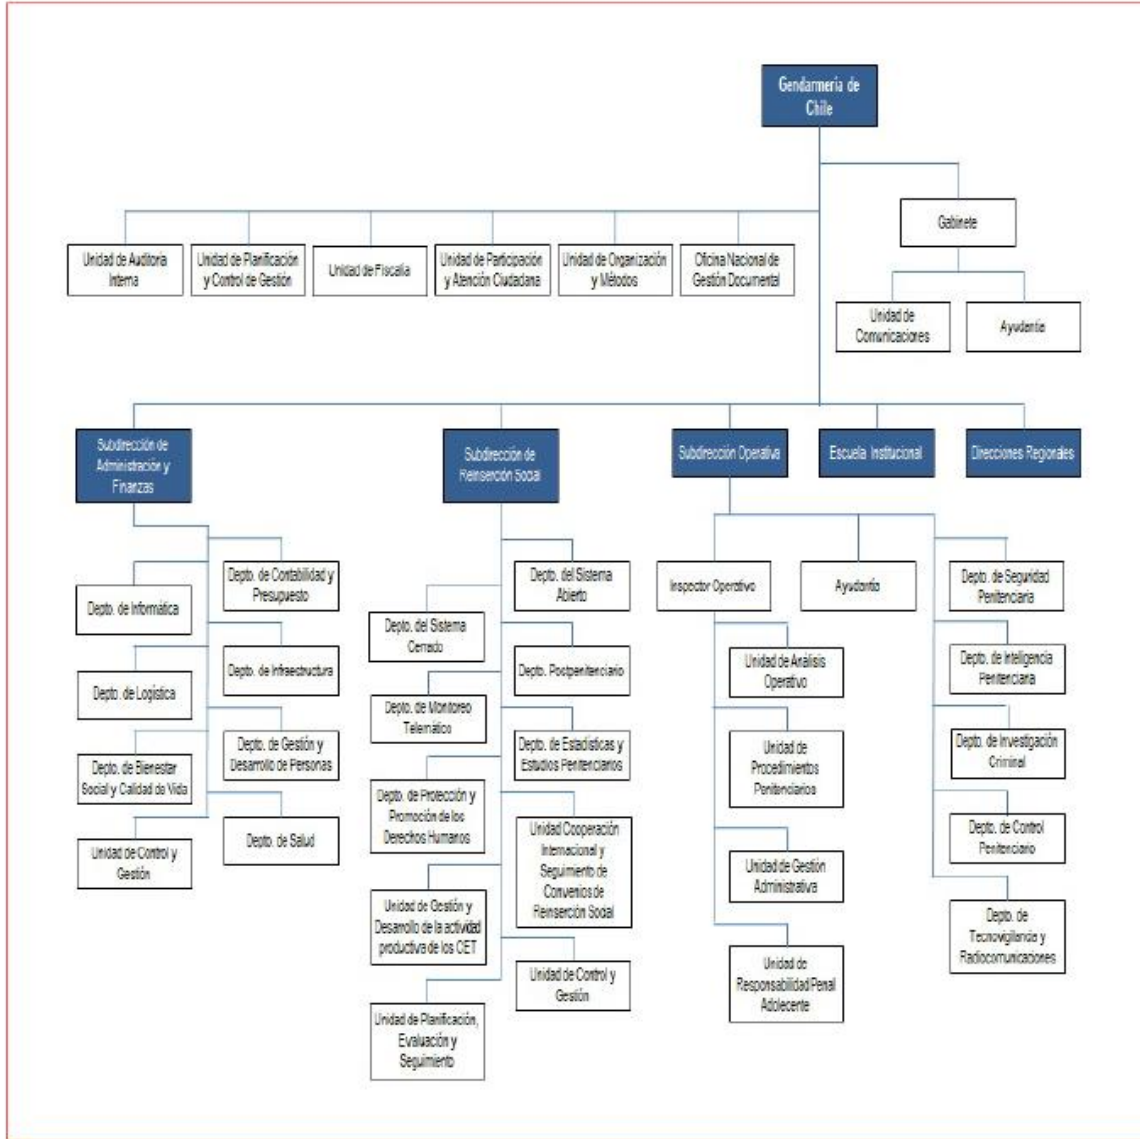 Gendarmería de
Chile
Gabinete
Unidad de Auditoria
Interna
Unidad de Planificación
y Control de Gestión
Unidad de Fiscalía
Unidad de Participación
y Atención Ciudadana
Unidad de Organización
y Métodos
Oficina Nacional de
Gestión Documental
Unidad de
Comunicaciones
Ayudantía
Subdirección de
Administración y
Finanzas
Subdirección de
Reinserción Social
Subdirección Operativa
Escuela Institucional
Direcciones Regionales
Depto. de Contabilidad y
Presupuesto
Depto. de Informática
Depto. de Infraestructura
Depto. de Logística
Depto. de Gestión y
Desarrollo de Personas
Depto. de Bienestar
Social y Calidad de Vida
Depto. de Salud
Unidad de Control y
Gestión
Depto. del Sistema
Abierto
Depto. del Sistema
Cerrado
Depto. Postpenitenciario
Depto. de Monitoreo
Telemático
Depto. de Estadísticas y
Estudios Penitenciarios
Depto. de Protección y
Promoción de los
Derechos Humanos
Unidad Cooperación
Internacional y
Seguimiento de
Convenios de
Reinserción Social
Unidad de Gestión y
Desarrollo de la actividad
productiva de los CET
Unidad de Control y
Gestión
Unidad de Planificación,
Evaluación y
Seguimiento
Inspector Operativo
Ayudantía
Unidad de Análisis
Operativo
Unidad de
Procedimientos
Penitenciarios
Unidad de Gestión
Administrativa
Unidad de
Responsabilidad Penal
Adolecente
Depto. de Seguridad
Penitenciaria
Depto. de Inteligencia
Penitenciaria
Depto. de Investigación
Criminal
Depto. de Control
Penitenciario
Depto. de
Tecnovigilancia y
Radiocomunicaciones